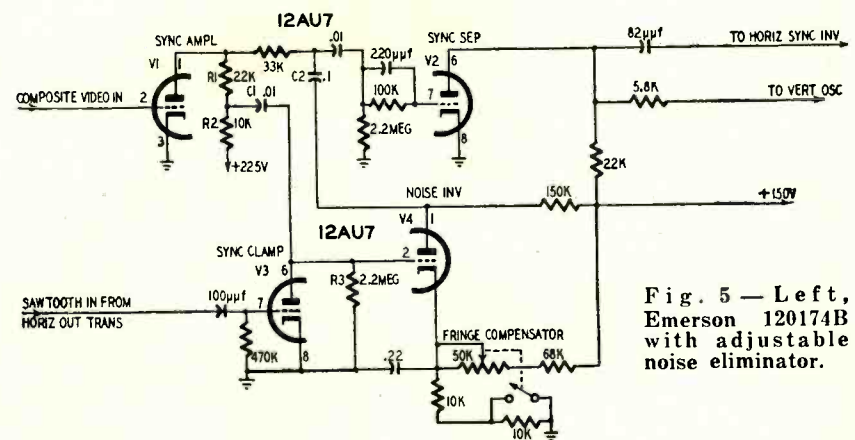 12AU7
SYNC AMPL
V1
1
2
3
COMPOSITE VIDEO IN
R1
22K
33K
C2
.1
.01
220μμf
100K
2.2MEG
SYNC SEP
V2
6
7
8
82μμf
TO HORIZ SYNC INV
5.8K
TO VERT OSC
22K
C1
.01
R2
10K
+225V
NOISE INV
150K
+150V
12AU7
V4
1
2
SYNC CLAMP
V3
6
7
8
R3
2.2MEG
SAWTOOTH IN FROM
HORIZ OUT TRANS
100μμf
470K
.22
FRINGE COMPENSATOR
50K
68K
10K
10K
Fig. 5 — Left,
Emerson 120174B
with adjustable
noise eliminator.